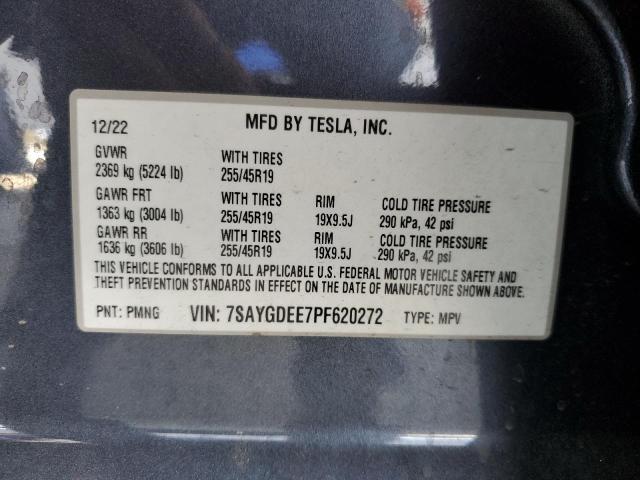 12/22 MFD BY TESLA, INC.
GVWR WITH TIRES
2369 kg (5224 lb) 255/45R19
GAWR FRT WITH TIRES RIM COLD TIRE PRESSURE
1363 kg (3004 lb) 255/45R19 19X9.5J 290 kPa, 42 psi
GAWR RR WITH TIRES RIM COLD TIRE PRESSURE
1636 kg (3606 lb) 255/45R19 19X9.5J 290 kPa, 42 psi
THIS VEHICLE CONFORMS TO ALL APPLICABLE U.S. FEDERAL MOTOR VEHICLE SAFETY AND
THEFT PREVENTION STANDARDS IN EFFECT ON THE DATE OF MANUFACTURE SHOWN ABOVE.
PNT: PMNG VIN: 7SAYGDEE7PF620272 TYPE: MPV